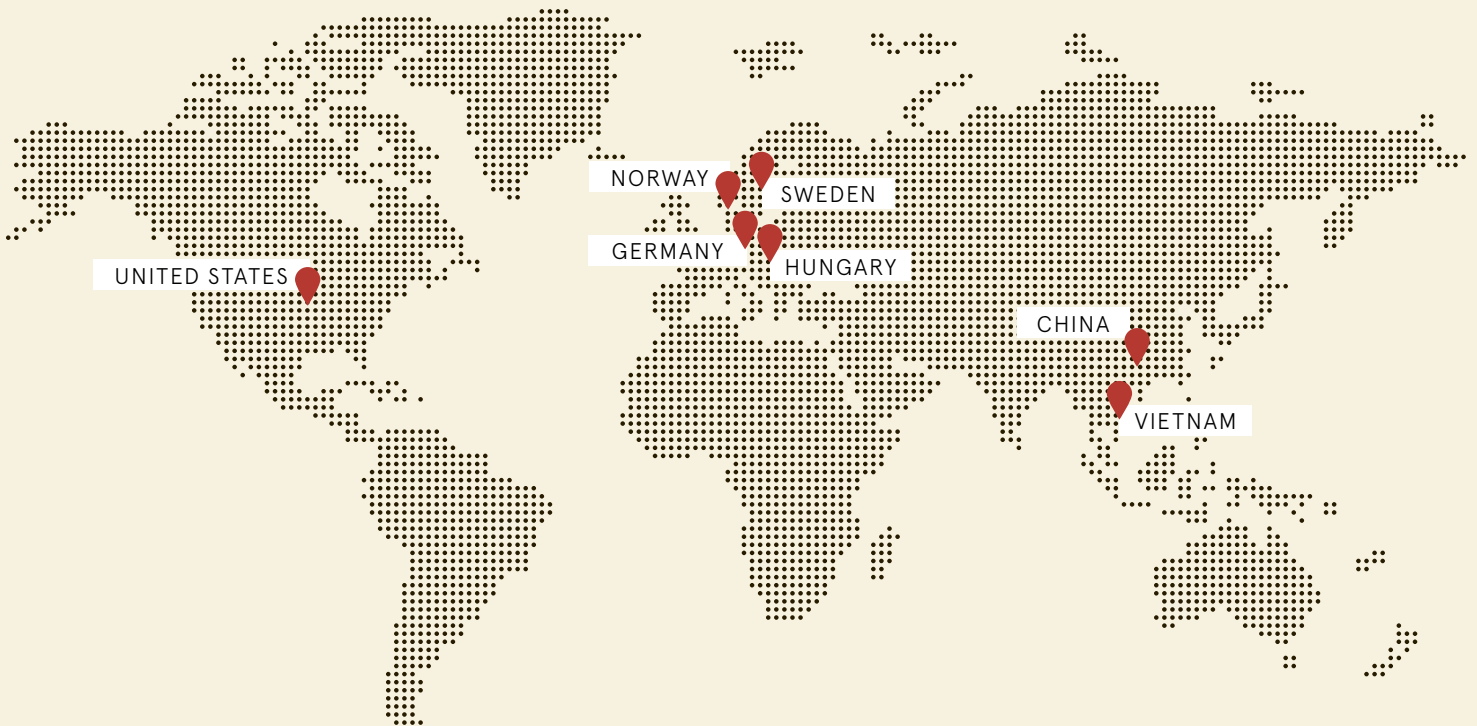 NORWAY
SWEDEN
GERMANY
HUNGARY
UNITED STATES
CHINA
VIETNAM